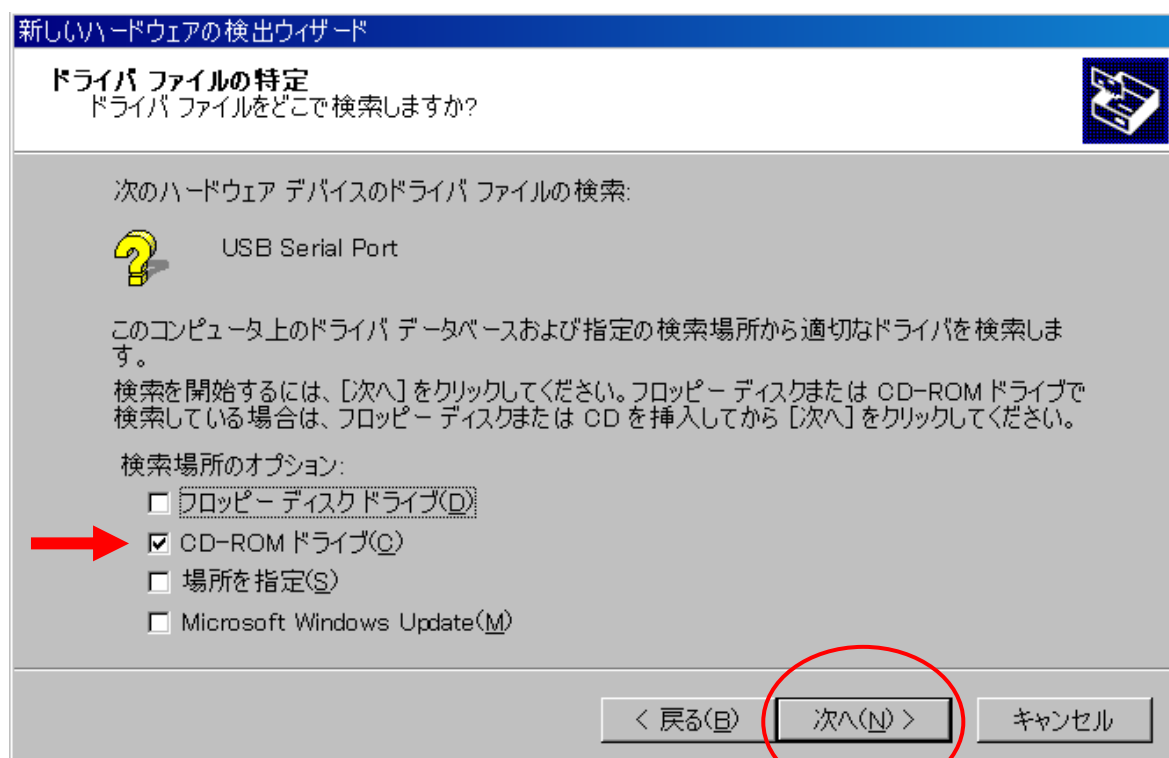 新しいハードウェアの検出ウィザード
ドライバ ファイルの特定
ドライバ ファイルをどこで検索しますか?
次のハードウェア デバイスのドライバ ファイルの検索:
USB Serial Port
このコンピュータ上のドライバ データベースおよび指定の検索場所から適切なドライバを検索しま
す。
検索を開始するには、[次へ] をクリックしてください。フロッピー ディスクまたは CD-ROM ドライブで
検索している場合は、フロッピー ディスクまたは CD を挿入してから [次へ] をクリックしてください。
検索場所のオプション:
フロッピー ディスク ドライブ(D)
CD-ROM ドライブ(C)
場所を指定(S)
Microsoft Windows Update(M)
< 戻る(B) 次へ(N) > キャンセル